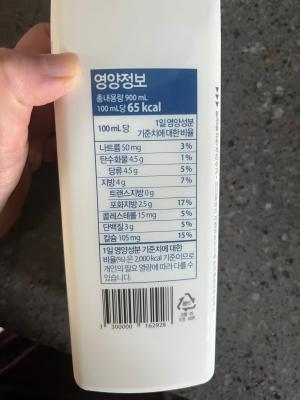 영양정보
총내용량 900 mL
100 mL당 65 kcal
100 mL 당 1일 영양성분 기준치에 대한 비율
나트륨 50 mg 3 %
탄수화물 4.5 g 1 %
당류 4.5 g 5 %
지방 4 g 7 %
트랜스지방 0 g
포화지방 2.5 g 17 %
콜레스테롤 15 mg 5 %
단백질 3 g 5 %
칼슘 105 mg 15 %
1일 영양성분 기준치에 대한
비율(%)은 2,000 kcal 기준이므로
개인의 필요 열량에 따라 다를 수
있습니다.
3 300000 162928